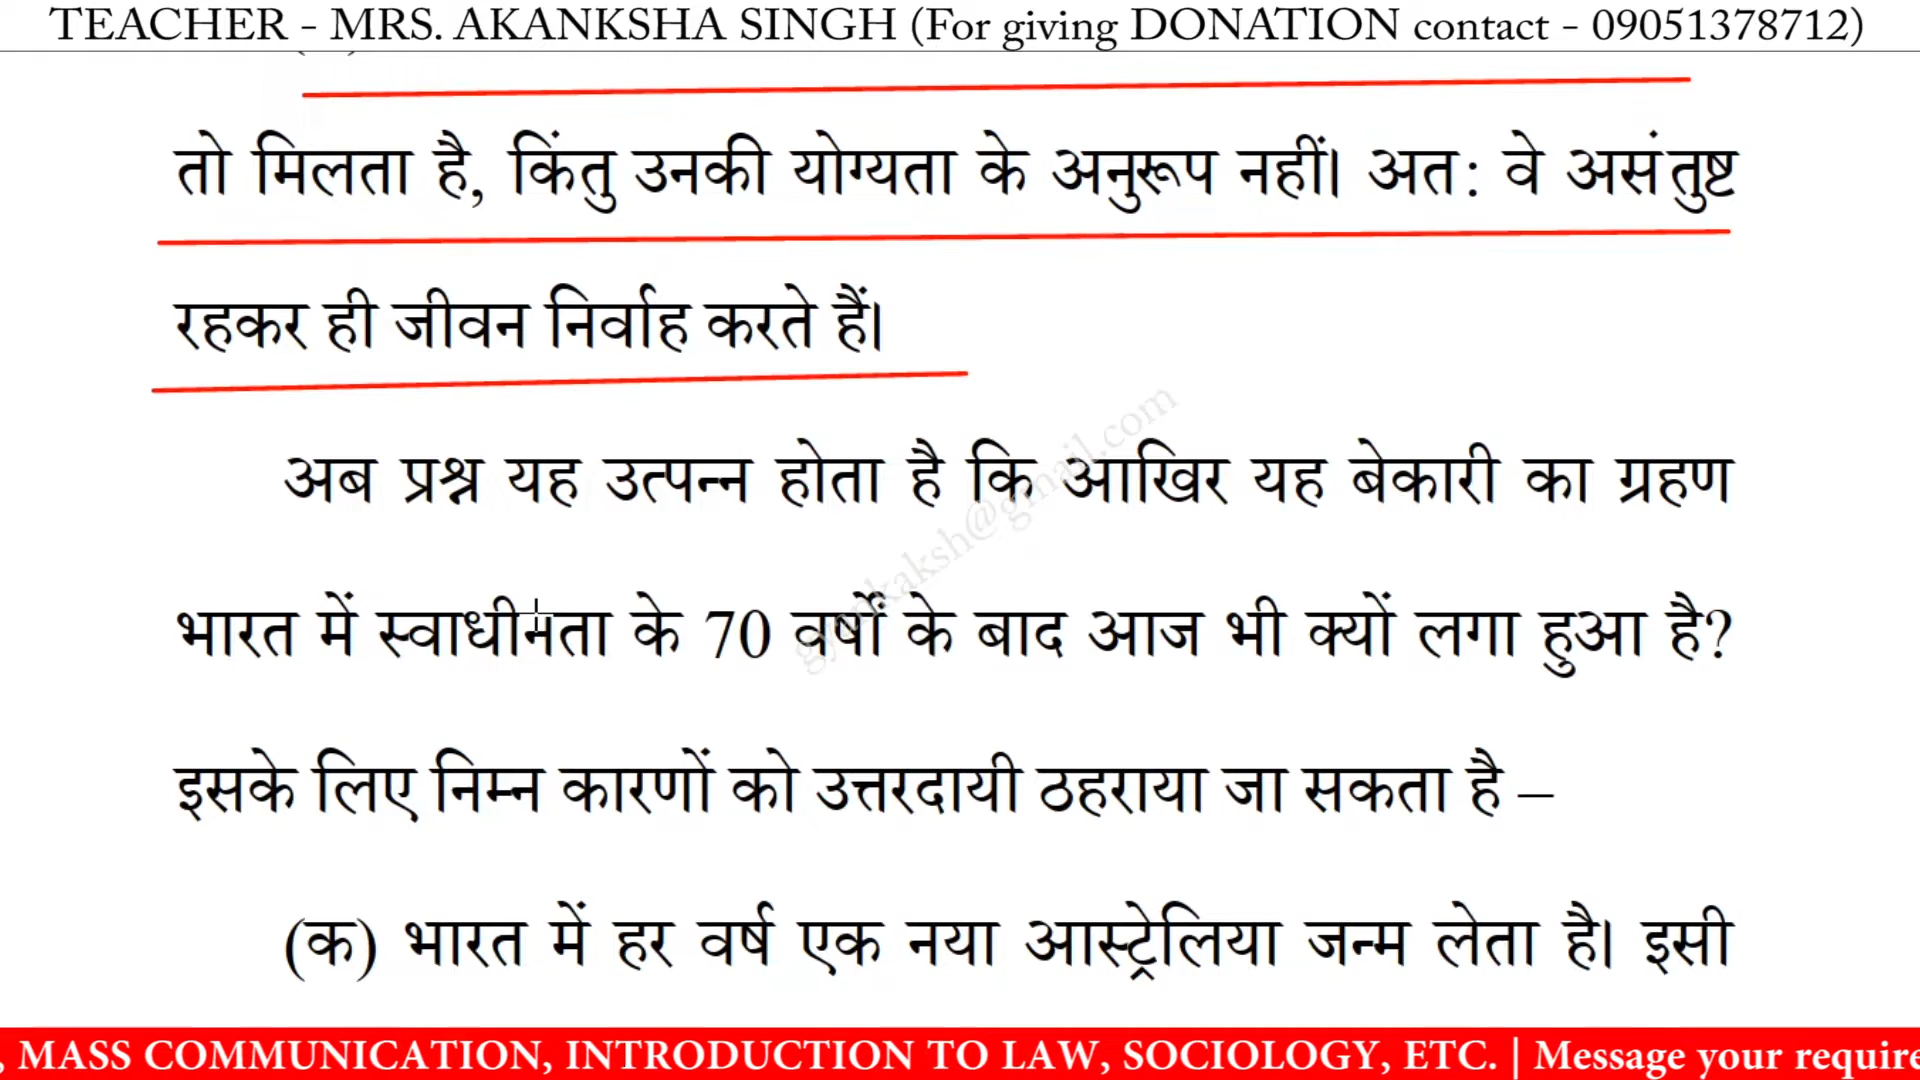 TEACHER - MRS. AKANKSHA SINGH (For giving DONATION contact - 09051378712)
तो मिलता है, किंतु उनकी योग्यता के अनुरूप नहीं। अत: वे असंतुष्ट
रहकर ही जीवन निर्वाह करते हैं।
अब प्रश्न यह उत्पन्न होता है कि आखिर यह बेकारी का ग्रहण
भारत में स्वाधीनता के 70 वर्षों के बाद आज भी क्यों लगा हुआ है?
इसके लिए निम्न कारणों को उत्तरदायी ठहराया जा सकता है –
(क) भारत में हर वर्ष एक नया आस्ट्रेलिया जन्म लेता है। इसी
gyankaksh@gmail.com
, MASS COMMUNICATION, INTRODUCTION TO LAW, SOCIOLOGY, ETC. | Message your require